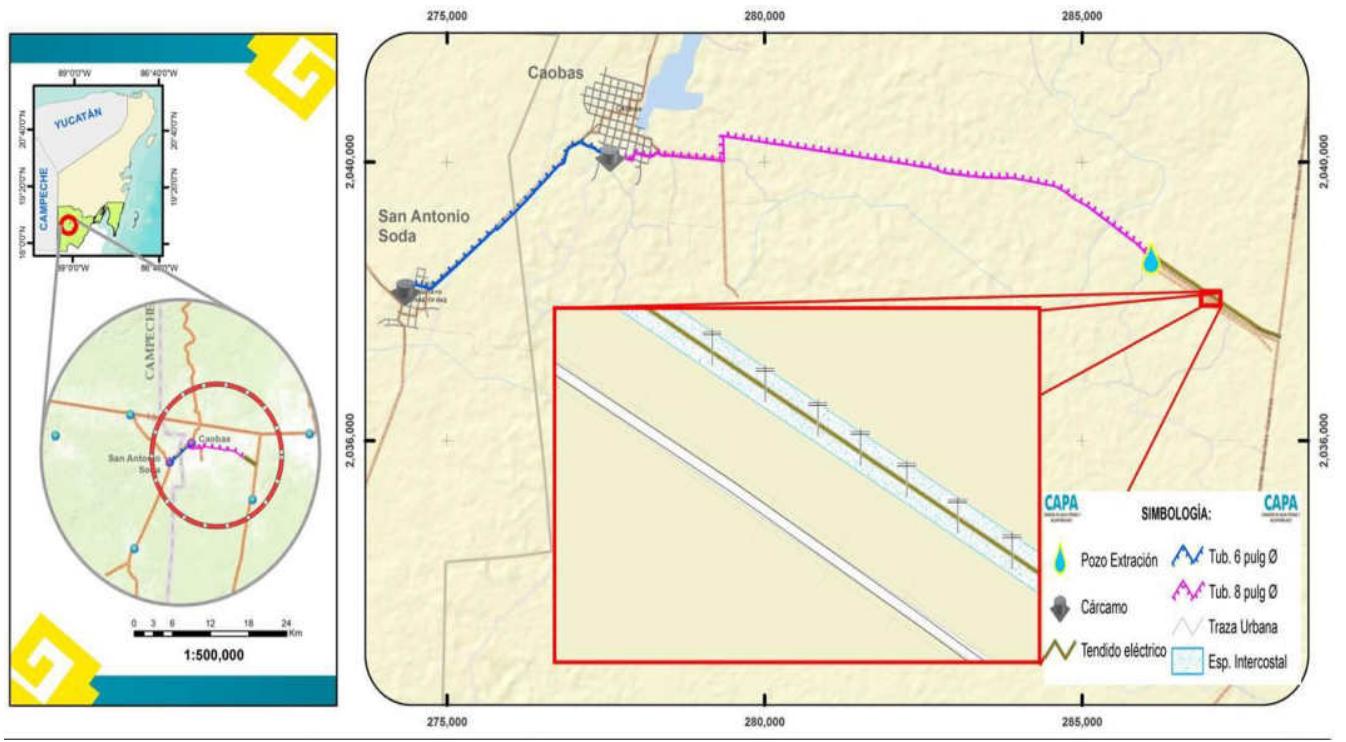 89°0'0"W
86°40'0"W
YUCATÁN
CAMPECHE
20°40'0"N
20°40'0"N
19°20'0"N
19°20'0"N
18°0'0"N
18°0'0"N
89°0'0"W
86°40'0"W
CAMPECHE
Caobas
San Antonio
Soda
0 3 6 12 18 24
Km
1:500,000
275,000
280,000
285,000
2,040,000
2,040,000
2,036,000
2,036,000
Caobas
San Antonio
Soda
CAPA
SIMBOLOGÍA:
CAPA
Pozo Extración
Tub. 6 pulg Ø
Cárcamo
Tub. 8 pulg Ø
Traza Urbana
Tendido eléctrico
Esp. Intercostal
275,000
280,000
285,000